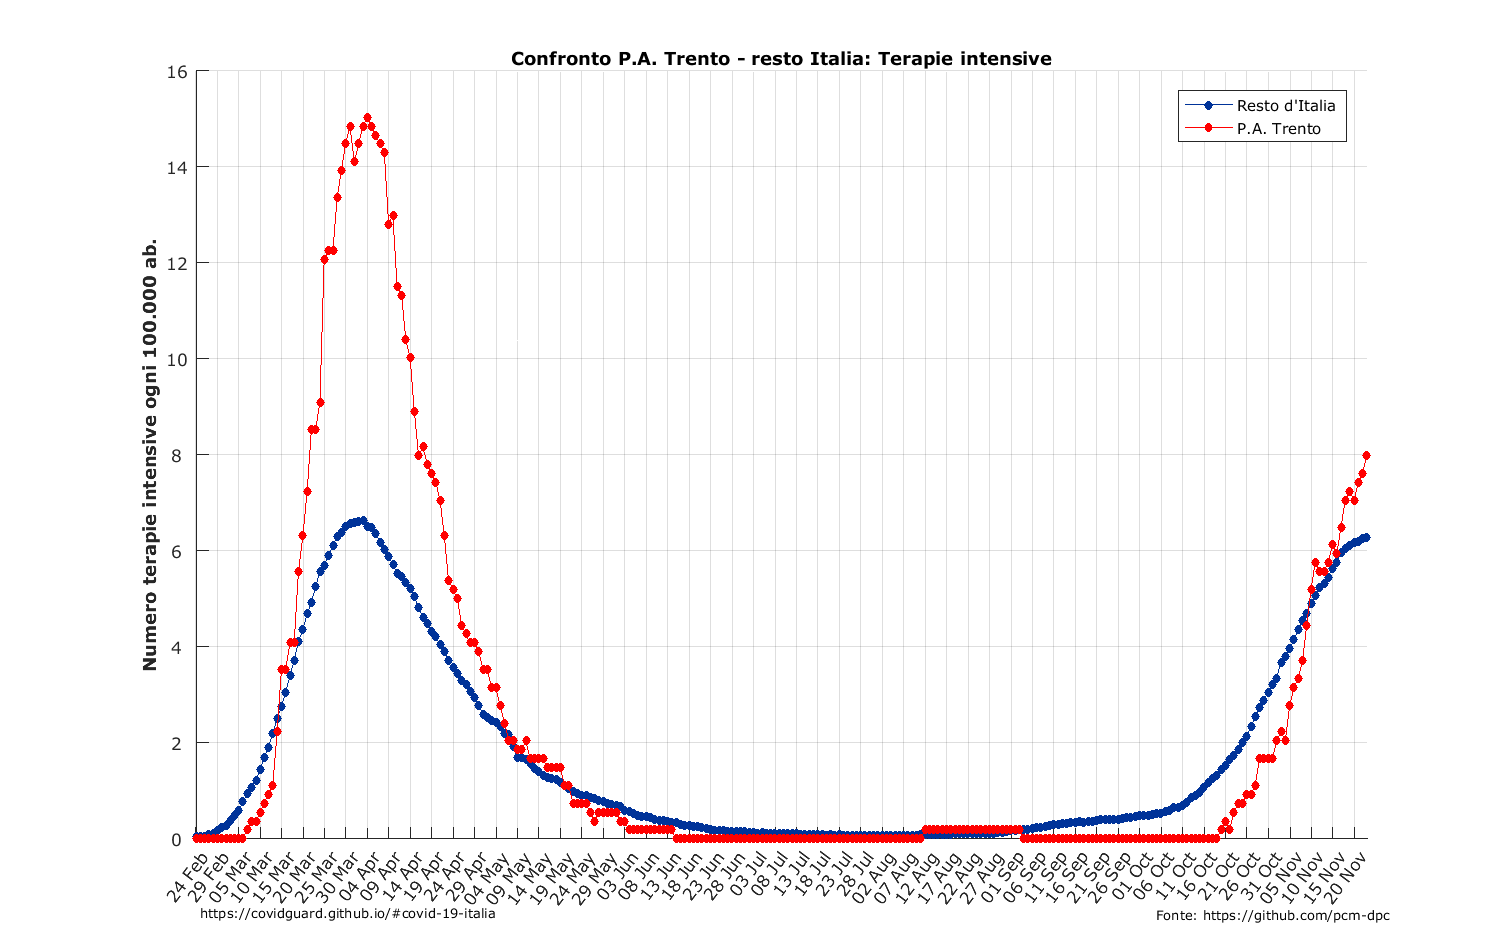 Confronto P.A. Trento - resto Italia: Terapie intensive
Resto d'Italia
P.A. Trento
Numero terapie intensive ogni 100.000 ab.
16
14
12
10
8
6
4
2
0
24 Feb
29 Feb
05 Mar
10 Mar
15 Mar
20 Mar
25 Mar
30 Mar
04 Apr
09 Apr
14 Apr
19 Apr
24 Apr
29 Apr
04 May
09 May
14 May
19 May
24 May
29 May
03 Jun
08 Jun
13 Jun
18 Jun
23 Jun
28 Jun
03 Jul
08 Jul
13 Jul
18 Jul
23 Jul
28 Jul
02 Aug
07 Aug
12 Aug
17 Aug
22 Aug
27 Aug
01 Sep
06 Sep
11 Sep
16 Sep
21 Sep
26 Sep
01 Oct
06 Oct
11 Oct
16 Oct
21 Oct
26 Oct
31 Oct
05 Nov
10 Nov
15 Nov
20 Nov
https://covidguard.github.io/#covid-19-italia
Fonte: https://github.com/pcm-dpc